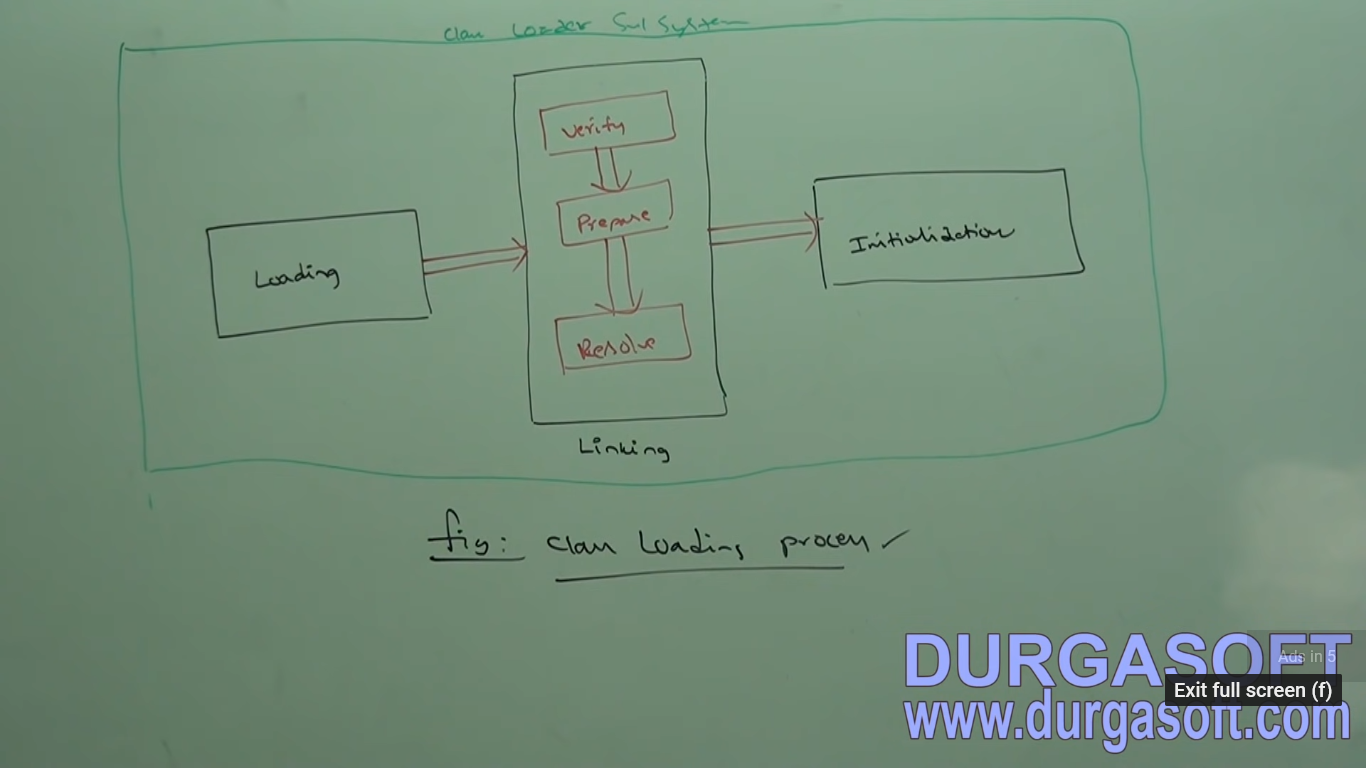 Class Loader Sub System
Verify
Prepare
Loading
Initialization
Resolve
Linking
fig: Class Loading process
DURGASOFT
Ads in 5
Exit full screen (f)
www.durgasoft.com